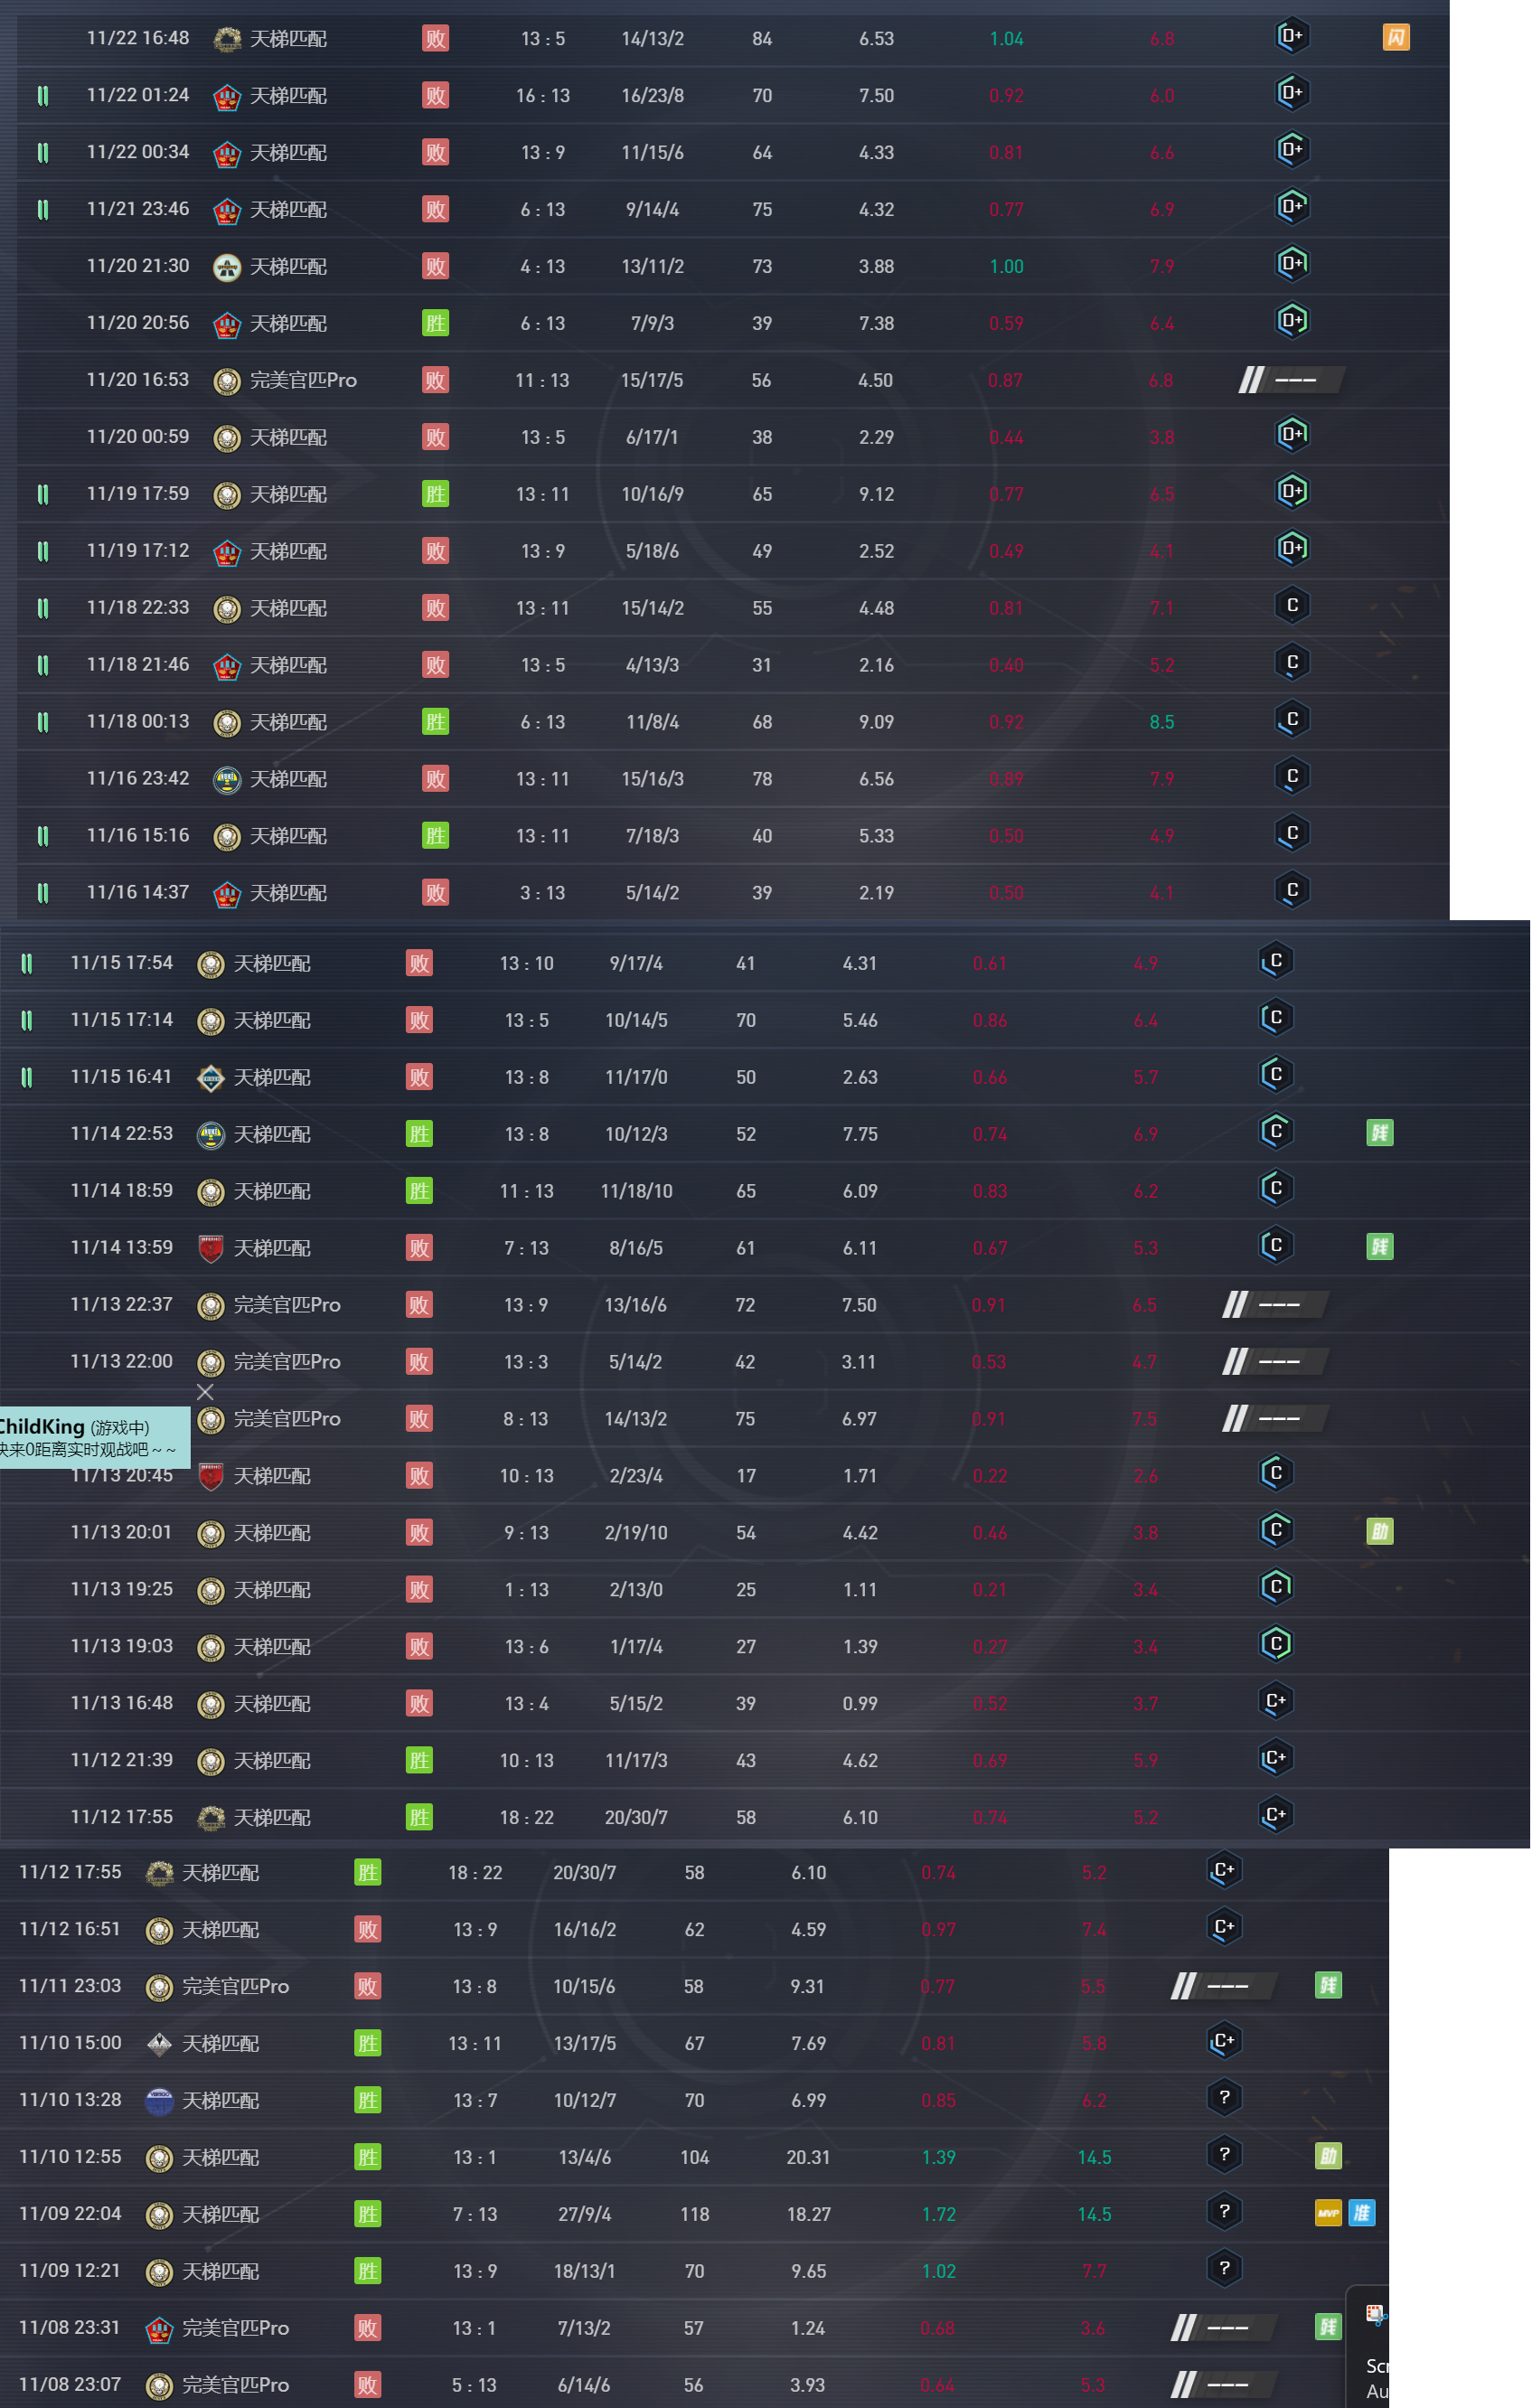 11/22 16:48 天梯匹配 败 13 : 5 14/13/2 84 6.53 1.04 6.8 D+ 闪
11/22 01:24 天梯匹配 败 16 : 13 16/23/8 70 7.50 0.92 6.0 D+
11/22 00:34 天梯匹配 败 13 : 9 11/15/6 64 4.33 0.81 6.6 D+
11/21 23:46 天梯匹配 败 6 : 13 9/14/4 75 4.32 0.77 6.9 D+
11/20 21:30 天梯匹配 败 4 : 13 13/11/2 73 3.88 1.00 7.9 D+
11/20 20:56 天梯匹配 胜 6 : 13 7/9/3 39 7.38 0.59 6.4 D+
11/20 16:53 完美官匹Pro 败 11 : 13 15/17/5 56 4.50 0.87 6.8 ---
11/20 00:59 天梯匹配 败 13 : 5 6/17/1 38 2.29 0.44 3.8 D+
11/19 17:59 天梯匹配 胜 13 : 11 10/16/9 65 9.12 0.77 6.5 D+
11/19 17:12 天梯匹配 败 13 : 9 5/18/6 49 2.52 0.49 4.1 D+
11/18 22:33 天梯匹配 败 13 : 11 15/14/2 55 4.48 0.81 7.1 C
11/18 21:46 天梯匹配 败 13 : 5 4/13/3 31 2.16 0.40 5.2 C
11/18 00:13 天梯匹配 胜 6 : 13 11/8/4 68 9.09 0.92 8.5 C
11/16 23:42 天梯匹配 败 13 : 11 15/16/3 78 6.56 0.89 7.9 C
11/16 15:16 天梯匹配 胜 13 : 11 7/18/3 40 5.33 0.50 4.9 C
11/16 14:37 天梯匹配 败 3 : 13 5/14/2 39 2.19 0.50 4.1 C
11/15 17:54 天梯匹配 败 13 : 10 9/17/4 41 4.31 0.61 4.9 C
11/15 17:14 天梯匹配 败 13 : 5 10/14/5 70 5.46 0.86 6.4 C
11/15 16:41 天梯匹配 败 13 : 8 11/17/0 50 2.63 0.66 5.7 C
11/14 22:53 天梯匹配 胜 13 : 8 10/12/3 52 7.75 0.74 6.9 C 残
11/14 18:59 天梯匹配 胜 11 : 13 11/18/10 65 6.09 0.83 6.2 C
11/14 13:59 天梯匹配 败 7 : 13 8/16/5 61 6.11 0.67 5.3 C 残
11/13 22:37 完美官匹Pro 败 13 : 9 13/16/6 72 7.50 0.91 6.5 ---
11/13 22:00 完美官匹Pro 败 13 : 3 5/14/2 42 3.11 0.53 4.7 ---
完美官匹Pro 败 8 : 13 14/13/2 75 6.97 0.91 7.5 ---
ChildKing (游戏中)
快来0距离实时观战吧~~
11/13 20:45 天梯匹配 败 10 : 13 2/23/4 17 1.71 0.22 2.6 C
11/13 20:01 天梯匹配 败 9 : 13 2/19/10 54 4.42 0.46 3.8 C 助
11/13 19:25 天梯匹配 败 1 : 13 2/13/0 25 1.11 0.21 3.4 C
11/13 19:03 天梯匹配 败 13 : 6 1/17/4 27 1.39 0.27 3.4 C
11/13 16:48 天梯匹配 败 13 : 4 5/15/2 39 0.99 0.52 3.7 C+
11/12 21:39 天梯匹配 胜 10 : 13 11/17/3 43 4.62 0.69 5.9 C+
11/12 17:55 天梯匹配 胜 18 : 22 20/30/7 58 6.10 0.74 5.2 C+
11/12 17:55 天梯匹配 胜 18 : 22 20/30/7 58 6.10 0.74 5.2 C+
11/12 16:51 天梯匹配 败 13 : 9 16/16/2 62 4.59 0.97 7.4 C+
11/11 23:03 完美官匹Pro 败 13 : 8 10/15/6 58 9.31 0.77 5.5 --- 残
11/10 15:00 天梯匹配 胜 13 : 11 13/17/5 67 7.69 0.81 5.8 C+
11/10 13:28 天梯匹配 胜 13 : 7 10/12/7 70 6.99 0.85 6.2 ?
11/10 12:55 天梯匹配 胜 13 : 1 13/4/6 104 20.31 1.39 14.5 ? 助
11/09 22:04 天梯匹配 胜 7 : 13 27/9/4 118 18.27 1.72 14.5 ? MVP 准
11/09 12:21 天梯匹配 胜 13 : 9 18/13/1 70 9.65 1.02 7.7 ?
11/08 23:31 完美官匹Pro 败 13 : 1 7/13/2 57 1.24 0.68 3.6 --- 残
11/08 23:07 完美官匹Pro 败 5 : 13 6/14/6 56 3.93 0.64 5.3 ---
Scr
Au